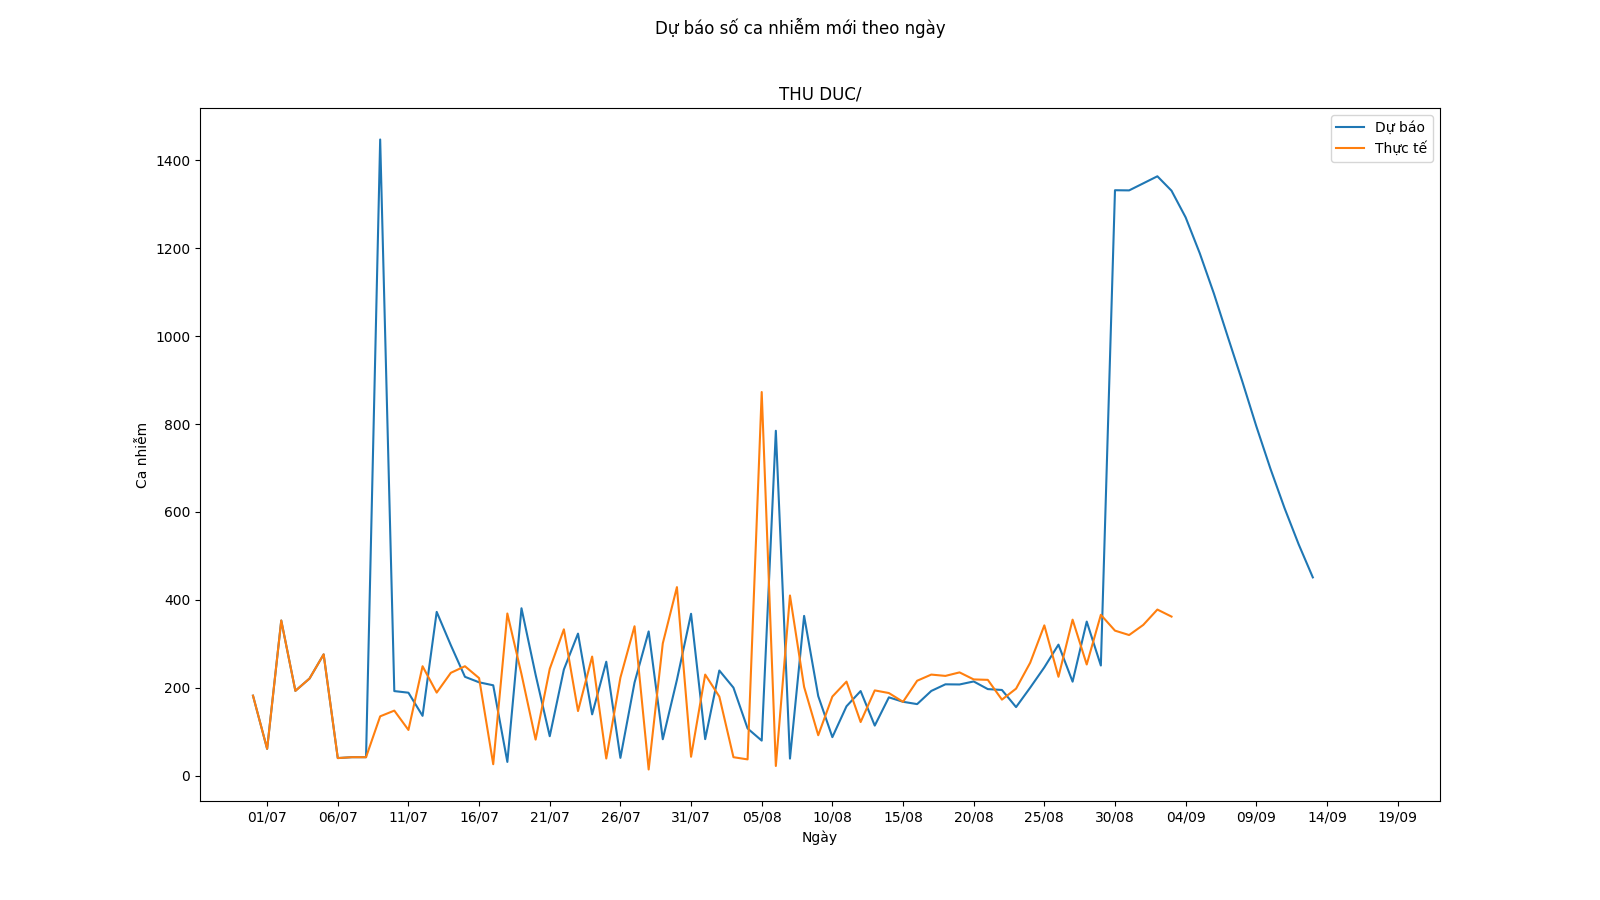 Dự báo số ca nhiễm mới theo ngày
THU DUC/
Dự báo
Thực tế
Ca nhiễm
1400
1200
1000
800
600
400
200
0
01/07 06/07 11/07 16/07 21/07 26/07 31/07 05/08 10/08 15/08 20/08 25/08 30/08 04/09 09/09 14/09 19/09
Ngày